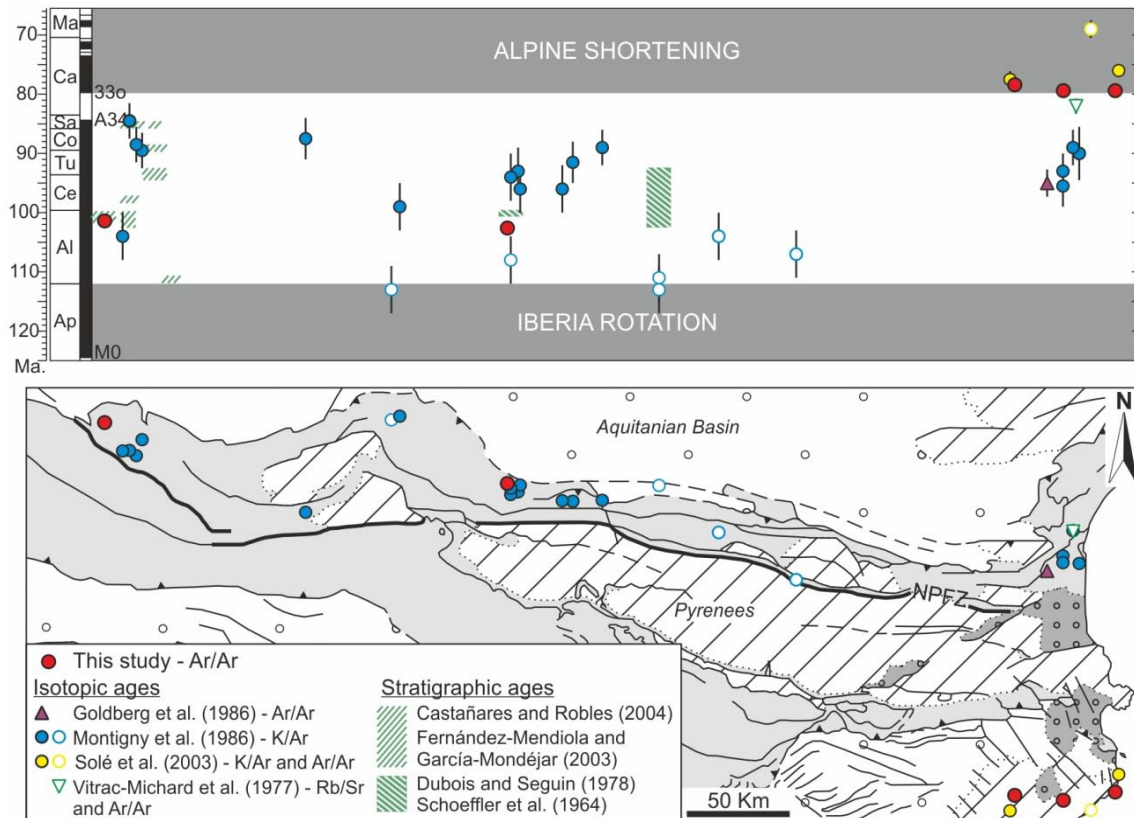 70
80
90
100
110
120
Ma.
Ma
Ca
Sa
Co
Tu
Ce
Al
Ap
33o
A34
M0
ALPINE SHORTENING
IBERIA ROTATION
N
Aquitanian Basin
Pyrenees
NPFZ
This study - Ar/Ar
Isotopic ages
Goldberg et al. (1986) - Ar/Ar
Montigny et al. (1986) - K/Ar
Solé et al. (2003) - K/Ar and Ar/Ar
Vitrac-Michard et al. (1977) - Rb/Sr
and Ar/Ar
Stratigraphic ages
Castañares and Robles (2004)
Fernández-Mendiola and
García-Mondéjar (2003)
Dubois and Seguin (1978)
Schoeffler et al. (1964)
50 Km